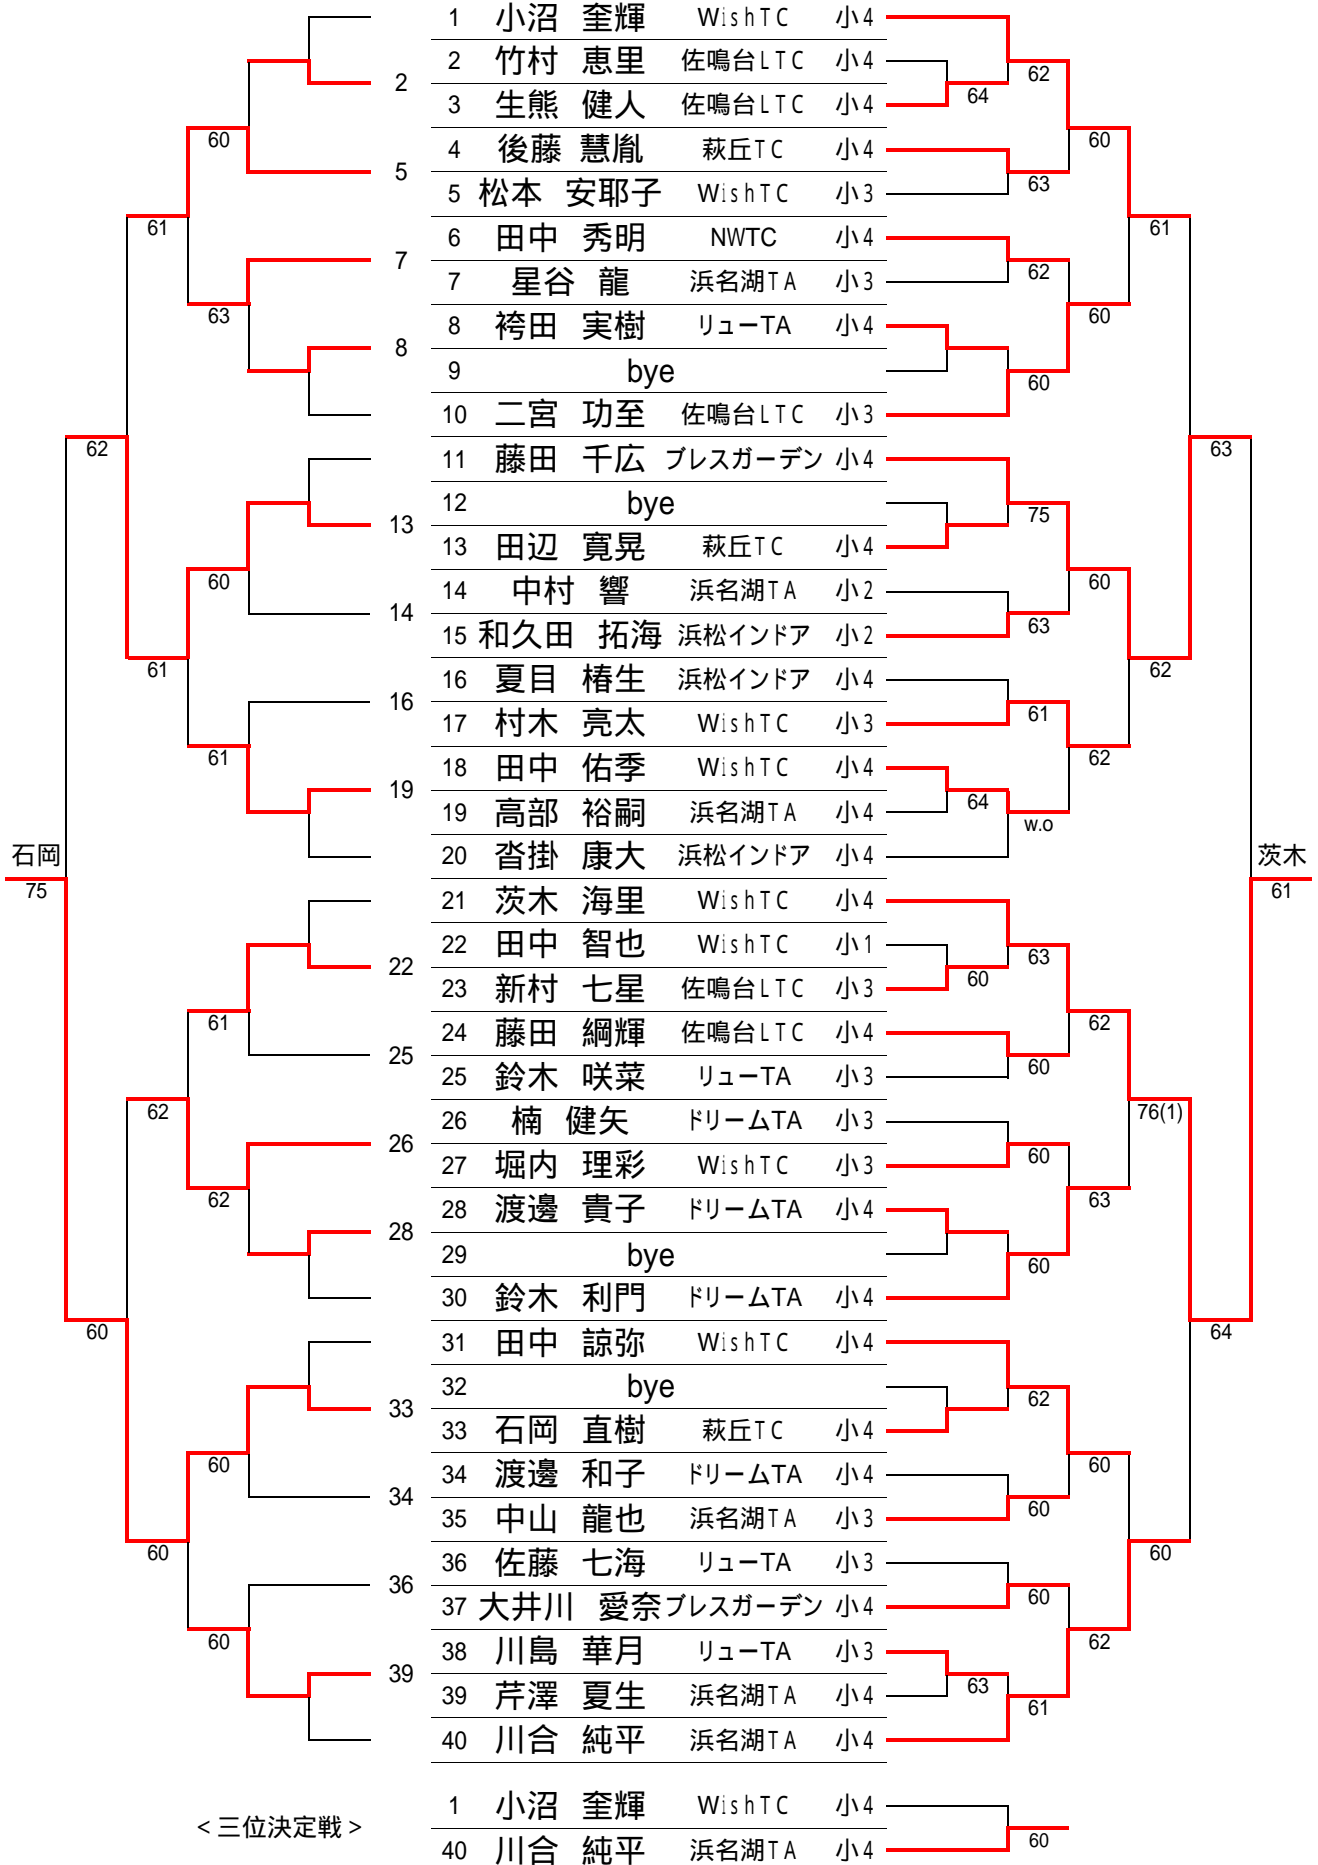 1 小沼 奎輝 WishTC 小4
2 竹村 恵里 佐鳴台LTC 小4 62
2 64
3 生熊 健人 佐鳴台LTC 小4
60 4 後藤 慧胤 萩丘TC 小4 60
5 63
5 松本 安耶子 WishTC 小3
61 6 田中 秀明 NWTC 小4 61
7 62
7 星谷 龍 浜名湖TA 小3
63 8 袴田 実樹 リューTA 小4 60
8
9 bye 60
10 二宮 功至 佐鳴台LTC 小3
62 11 藤田 千広 ブレスガーデン 小4 63
12 bye 75
13
13 田辺 寛晃 萩丘TC 小4
60 14 中村 響 浜名湖TA 小2 60
14 63
15 和久田 拓海 浜松インドア 小2
61 16 夏目 椿生 浜松インドア 小4 62
16 61
17 村木 亮太 WishTC 小3
61 18 田中 佑季 WishTC 小4 62
19 64
19 高部 裕嗣 浜名湖TA 小4 w.o
石岡 20 沓掛 康大 浜松インドア 小4 茨木
75 21 茨木 海里 WishTC 小4 61
22 田中 智也 WishTC 小1 63
22 60
23 新村 七星 佐鳴台LTC 小3
61 24 藤田 綱輝 佐鳴台LTC 小4 62
25 60
25 鈴木 咲菜 リューTA 小3
62 26 楠 健矢 ドリームTA 小3 76(1)
26 60
27 堀内 理彩 WishTC 小3
62 28 渡邊 貴子 ドリームTA 小4 63
28
29 bye 60
30 鈴木 利門 ドリームTA 小4
60 31 田中 諒弥 WishTC 小4 64
32 bye 62
33
33 石岡 直樹 萩丘TC 小4
60 34 渡邊 和子 ドリームTA 小4 60
34 60
35 中山 龍也 浜名湖TA 小3
60 36 佐藤 七海 リューTA 小3 60
36 60
37 大井川 愛奈 ブレスガーデン 小4
60 38 川島 華月 リューTA 小3 62
39 63
39 芹澤 夏生 浜名湖TA 小4 61
40 川合 純平 浜名湖TA 小4
1 小沼 奎輝 WishTC 小4
＜三位決定戦＞ 60
40 川合 純平 浜名湖TA 小4